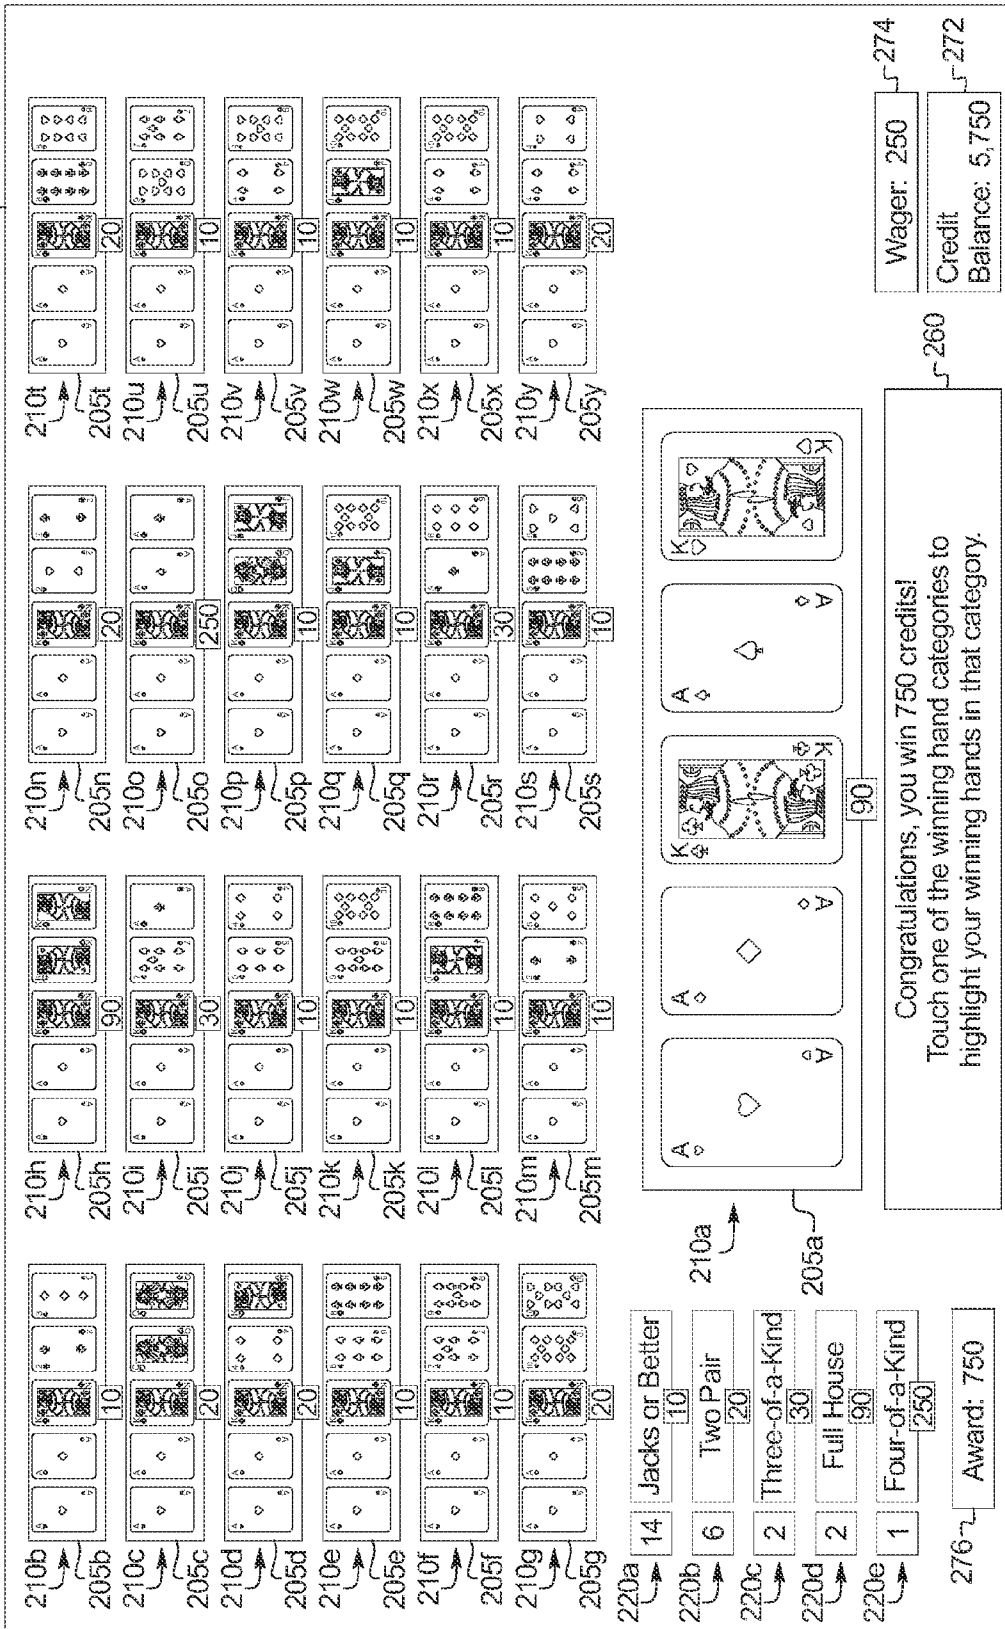 210b
205b
10
210c
205c
20
210d
205d
20
210e
205e
10
210f
205f
10
210g
205g
20
210h
205h
90
210i
205i
30
210j
205j
10
210k
205k
10
210l
205l
10
210m
205m
10
210n
205n
20
210o
205o
250
210p
205p
10
210q
205q
10
210r
205r
30
210s
205s
10
210t
205t
20
210u
205u
10
210v
205v
10
210w
205w
10
210x
205x
10
210y
205y
20
220a
14
Jacks or Better
10
220b
6
Two Pair
20
220c
2
Three-of-a-Kind
30
220d
2
Full House
90
220e
1
Four-of-a-Kind
250
276
Award: 750
210a
205a
A
A
A
A
K
K
A
A
K
K
90
Congratulations, you win 750 credits!
Touch one of the winning hand categories to
highlight your winning hands in that category.
260
Wager: 250
274
Credit
Balance: 5,750
272